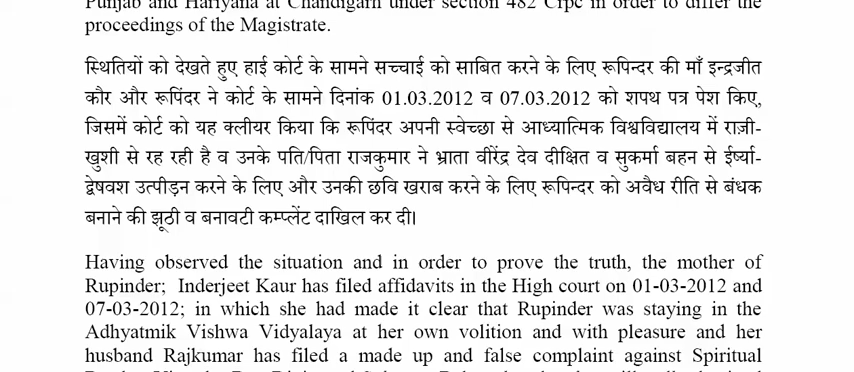 Punjab and Hariyana at Chandigarh under section 482 Crpc in order to differ the
proceedings of the Magistrate.
स्थितियों को देखते हुए हाई कोर्ट के सामने सच्चाई को साबित करने के लिए रूपिन्दर की माँ इन्द्रजीत
कौर और रूपिंदर ने कोर्ट के सामने दिनांक 01.03.2012 व 07.03.2012 को शपथ पत्र पेश किए,
जिसमें कोर्ट को यह क्लीयर किया कि रूपिंदर अपनी स्वेच्छा से आध्यात्मिक विश्वविद्यालय में राज़ी-
खुशी से रह रही है व उनके पति/पिता राजकुमार ने भ्राता वीरेंद्र देव दीक्षित व सुकर्मा बहन से ईर्ष्या-
द्वेषवश उत्पीड़न करने के लिए और उनकी छवि खराब करने के लिए रूपिन्दर को अवैध रीति से बंधक
बनाने की झूठी व बनावटी कम्प्लेंट दाखिल कर दी।
Having observed the situation and in order to prove the truth, the mother of
Rupinder; Inderjeet Kaur has filed affidavits in the High court on 01-03-2012 and
07-03-2012; in which she had made it clear that Rupinder was staying in the
Adhyatmik Vishwa Vidyalaya at her own volition and with pleasure and her
husband Rajkumar has filed a made up and false complaint against Spiritual